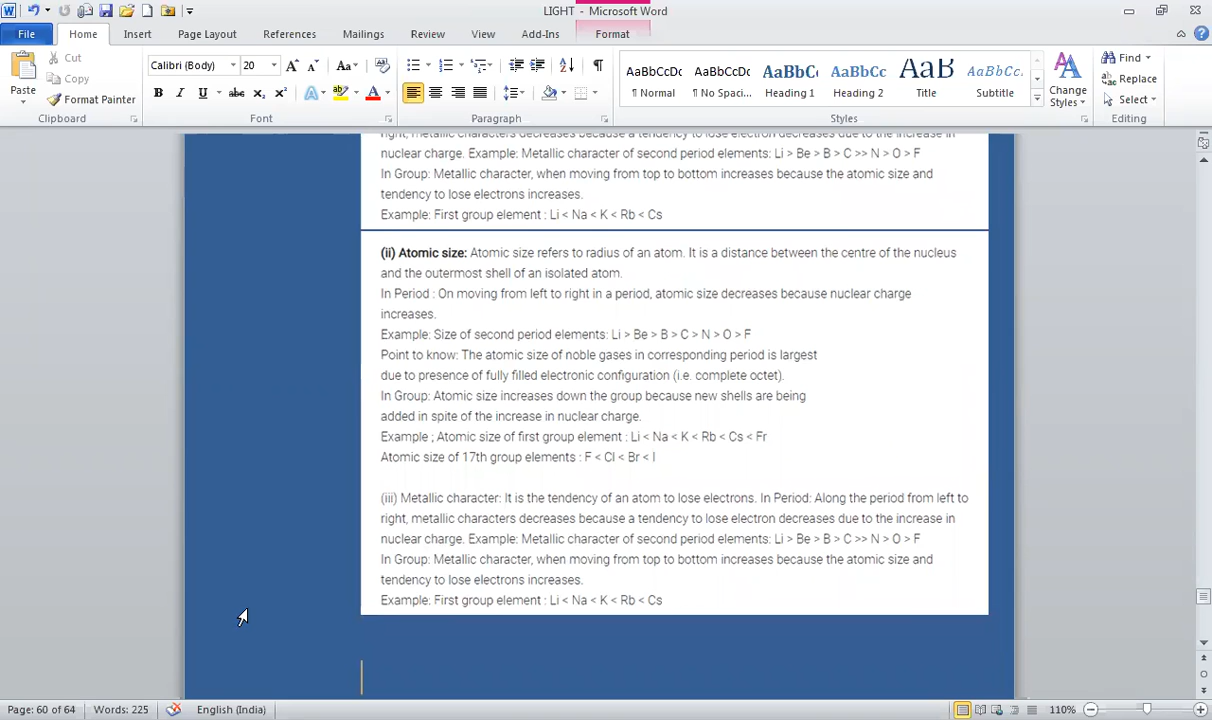 LIGHT - Microsoft Word
File Home Insert Page Layout References Mailings Review View Add-Ins Format
Paste
Cut
Copy
Format Painter
Clipboard
Calibri (Body) 20
Font
Paragraph
AaBbCcDc AaBbCcDc AaBbCc AaBbCc AaB AaBbCc.
¶ Normal ¶ No Spaci... Heading 1 Heading 2 Title Subtitle
Change
Styles
Styles
Find
Replace
Select
Editing
right, metallic characters decreases because a tendency to lose electron decreases due to the increase in
nuclear charge. Example: Metallic character of second period elements: Li > Be > B > C >> N > O > F
In Group: Metallic character, when moving from top to bottom increases because the atomic size and
tendency to lose electrons increases.
Example: First group element : Li < Na < K < Rb < Cs
(ii) Atomic size: Atomic size refers to radius of an atom. It is a distance between the centre of the nucleus
and the outermost shell of an isolated atom.
In Period : On moving from left to right in a period, atomic size decreases because nuclear charge
increases.
Example: Size of second period elements: Li > Be > B > C > N > O > F
Point to know: The atomic size of noble gases in corresponding period is largest
due to presence of fully filled electronic configuration (i.e. complete octet).
In Group: Atomic size increases down the group because new shells are being
added in spite of the increase in nuclear charge.
Example ; Atomic size of first group element : Li < Na < K < Rb < Cs < Fr
Atomic size of 17th group elements : F < Cl < Br < I
(iii) Metallic character: It is the tendency of an atom to lose electrons. In Period: Along the period from left to
right, metallic characters decreases because a tendency to lose electron decreases due to the increase in
nuclear charge. Example: Metallic character of second period elements: Li > Be > B > C >> N > O > F
In Group: Metallic character, when moving from top to bottom increases because the atomic size and
tendency to lose electrons increases.
Example: First group element : Li < Na < K < Rb < Cs
Page: 60 of 64 Words: 225 English (India) 110%